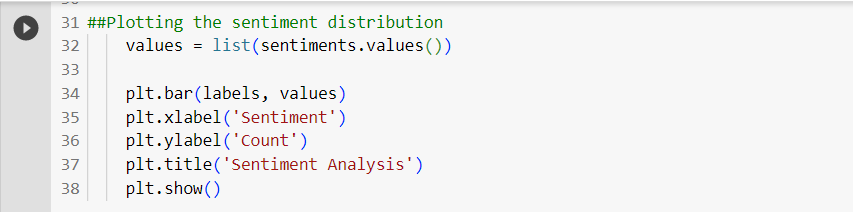 31 ##Plotting the sentiment distribution
32 values = list(sentiments.values())
33
34 plt.bar(labels, values)
35 plt.xlabel('Sentiment')
36 plt.ylabel('Count')
37 plt.title('Sentiment Analysis')
38 plt.show()